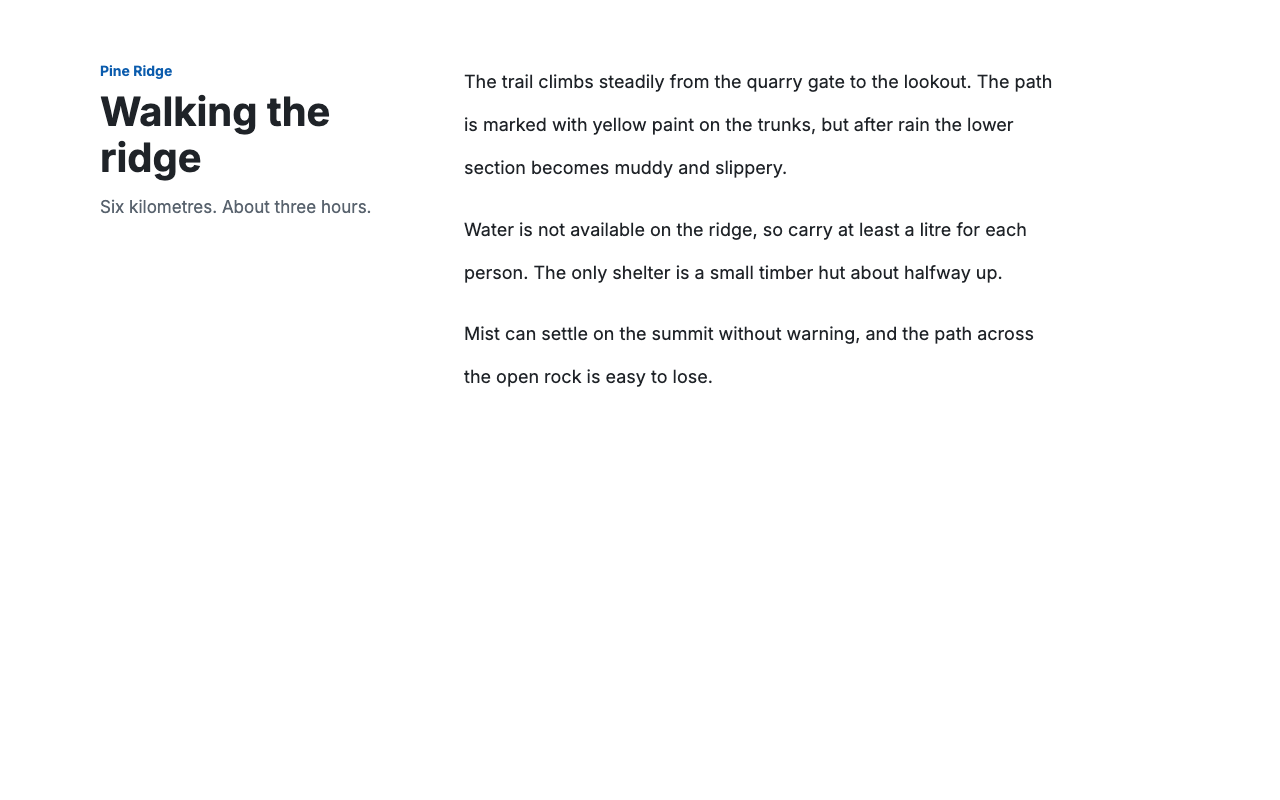 Pine Ridge
Walking the
ridge
Six kilometres. About three hours.
The trail climbs steadily from the quarry gate to the lookout. The path
is marked with yellow paint on the trunks, but after rain the lower
section becomes muddy and slippery.
Water is not available on the ridge, so carry at least a litre for each
person. The only shelter is a small timber hut about halfway up.
Mist can settle on the summit without warning, and the path across
the open rock is easy to lose.